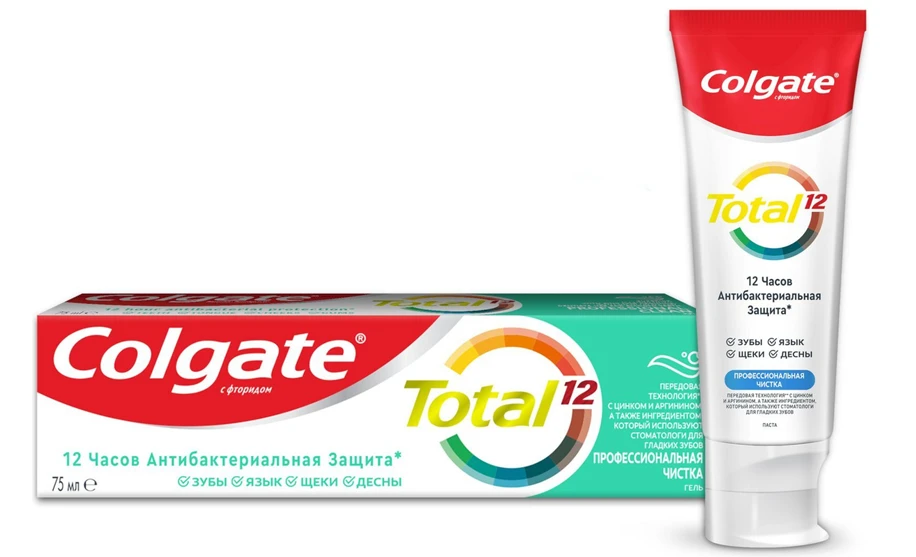 Colgate®
с фторидом
Total 12
12 Часов Антибактериальная Защита*
75 мл ℮
ЗУБЫ ЯЗЫК ЩЕКИ ДЕСНЫ
ПЕРЕДОВАЯ
ТЕХНОЛОГИЯ**
С ЦИНКОМ И АРГИНИНОМ,
А ТАКЖЕ ИНГРЕДИЕНТОМ,
КОТОРЫЙ ИСПОЛЬЗУЮТ
СТОМАТОЛОГИ ДЛЯ
ГЛАДКИХ ЗУБОВ
ПРОФЕССИОНАЛЬНАЯ
ЧИСТКА
ГЕЛЬ
75 мл ℮
12 hour antibacterial protection*
Colgate®
с фторидом
Total 12
12 Часов
Антибактериальная
Защита*
ЗУБЫ ЯЗЫК
ЩЕКИ ДЕСНЫ
ПРОФЕССИОНАЛЬНАЯ
ЧИСТКА
ПЕРЕДОВАЯ ТЕХНОЛОГИЯ** С ЦИНКОМ
И АРГИНИНОМ, А ТАКЖЕ ИНГРЕДИЕНТОМ,
КОТОРЫЙ ИСПОЛЬЗУЮТ СТОМАТОЛОГИ
ДЛЯ ГЛАДКИХ ЗУБОВ
ПАСТА